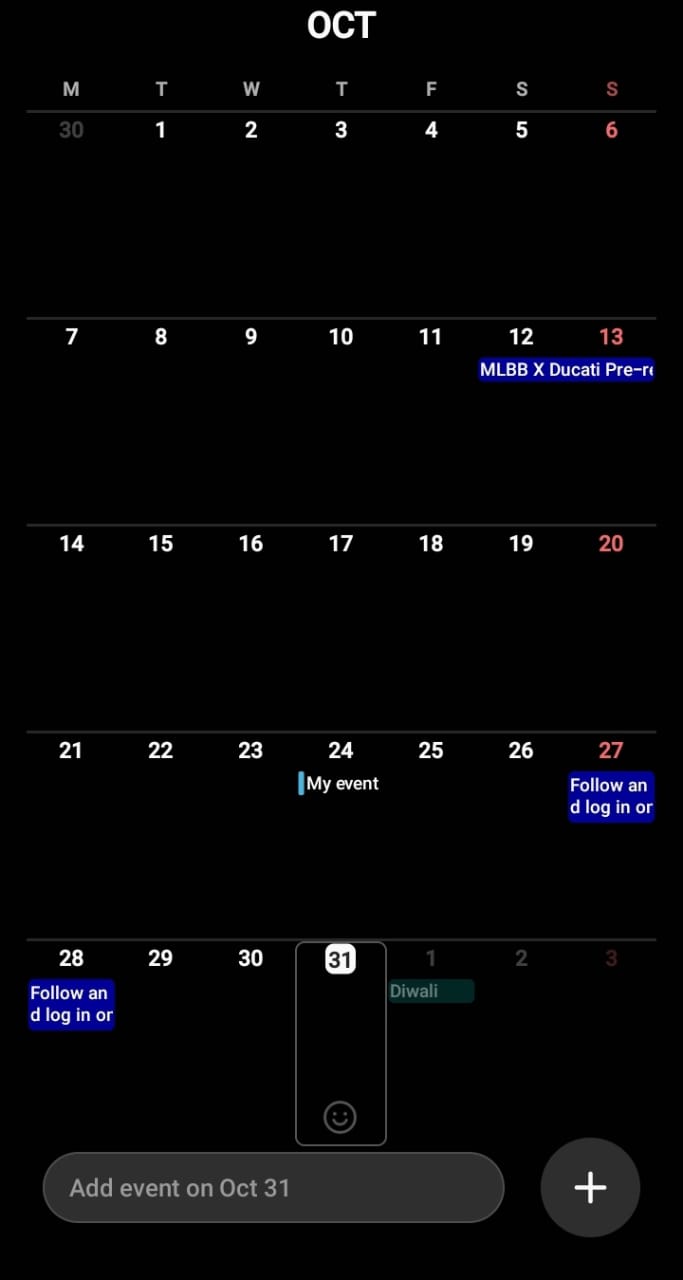 OCT
M T W T F S S
30 1 2 3 4 5 6
7 8 9 10 11 12 13
MLBB X Ducati Pre-re
14 15 16 17 18 19 20
21 22 23 24 25 26 27
My event
Follow an
d log in or
28 29 30 31 1 2 3
Follow an
d log in or
Diwali
Add event on Oct 31